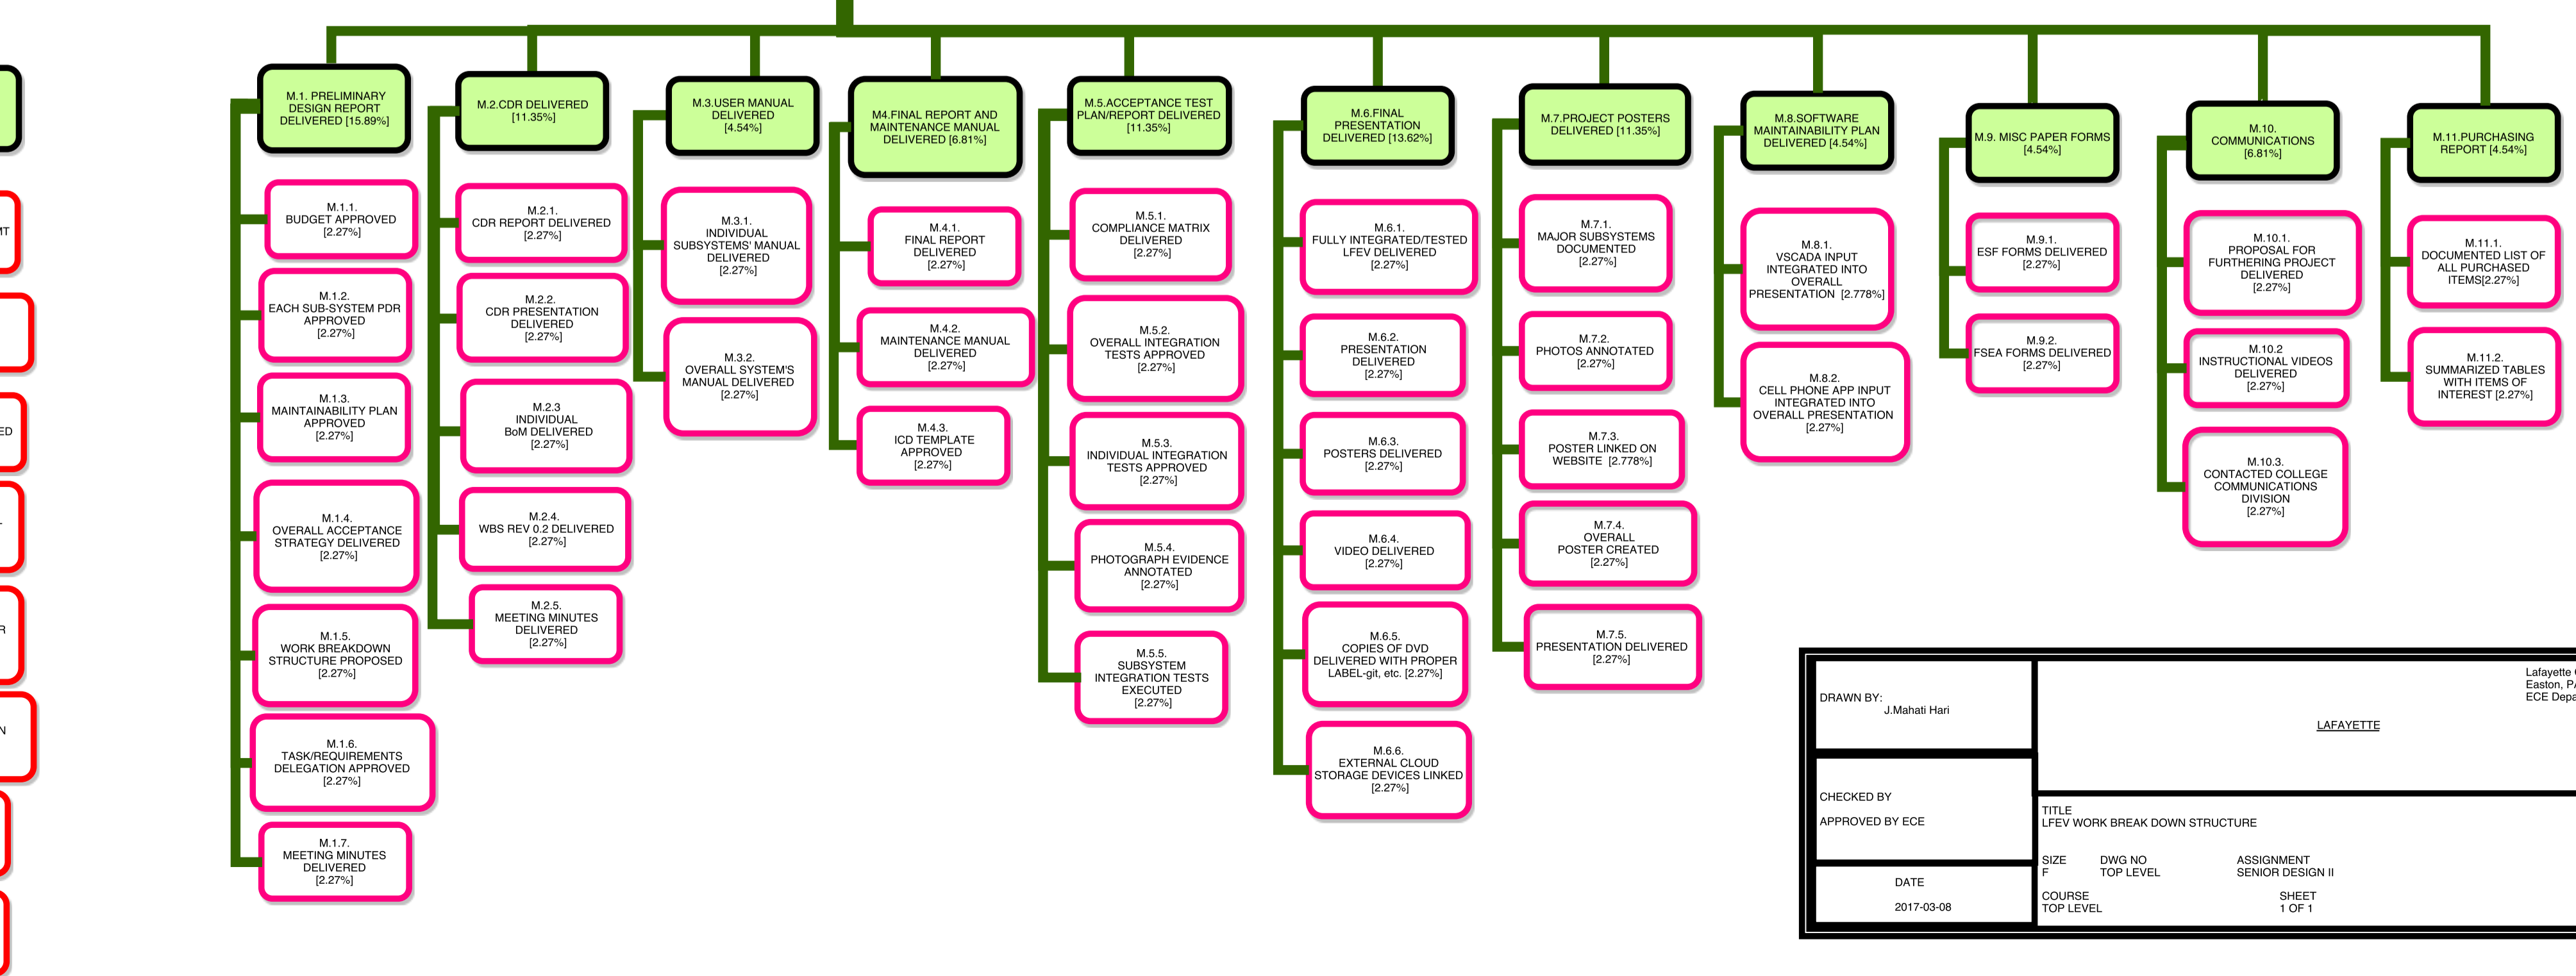 MT
ED
R
N
M.1. PRELIMINARY
DESIGN REPORT
DELIVERED [15.89%]
M.1.1.
BUDGET APPROVED
[2.27%]
M.1.2.
EACH SUB-SYSTEM PDR
APPROVED
[2.27%]
M.1.3.
MAINTAINABILITY PLAN
APPROVED
[2.27%]
M.1.4.
OVERALL ACCEPTANCE
STRATEGY DELIVERED
[2.27%]
M.1.5.
WORK BREAKDOWN
STRUCTURE PROPOSED
[2.27%]
M.1.6.
TASK/REQUIREMENTS
DELEGATION APPROVED
[2.27%]
M.1.7.
MEETING MINUTES
DELIVERED
[2.27%]
M.2.CDR DELIVERED
[11.35%]
M.2.1.
CDR REPORT DELIVERED
[2.27%]
M.2.2.
CDR PRESENTATION
DELIVERED
[2.27%]
M.2.3
INDIVIDUAL
BoM DELIVERED
[2.27%]
M.2.4.
WBS REV 0.2 DELIVERED
[2.27%]
M.2.5.
MEETING MINUTES
DELIVERED
[2.27%]
M.3.USER MANUAL
DELIVERED
[4.54%]
M.3.1.
INDIVIDUAL
SUBSYSTEMS' MANUAL
DELIVERED
[2.27%]
M.3.2.
OVERALL SYSTEM'S
MANUAL DELIVERED
[2.27%]
M4.FINAL REPORT AND
MAINTENANCE MANUAL
DELIVERED [6.81%]
M.4.1.
FINAL REPORT
DELIVERED
[2.27%]
M.4.2.
MAINTENANCE MANUAL
DELIVERED
[2.27%]
M.4.3.
ICD TEMPLATE
APPROVED
[2.27%]
M.5.ACCEPTANCE TEST
PLAN/REPORT DELIVERED
[11.35%]
M.5.1.
COMPLIANCE MATRIX
DELIVERED
[2.27%]
M.5.2.
OVERALL INTEGRATION
TESTS APPROVED
[2.27%]
M.5.3.
INDIVIDUAL INTEGRATION
TESTS APPROVED
[2.27%]
M.5.4.
PHOTOGRAPH EVIDENCE
ANNOTATED
[2.27%]
M.5.5.
SUBSYSTEM
INTEGRATION TESTS
EXECUTED
[2.27%]
M.6.FINAL
PRESENTATION
DELIVERED [13.62%]
M.6.1.
FULLY INTEGRATED/TESTED
LFEV DELIVERED
[2.27%]
M.6.2.
PRESENTATION
DELIVERED
[2.27%]
M.6.3.
POSTERS DELIVERED
[2.27%]
M.6.4.
VIDEO DELIVERED
[2.27%]
M.6.5.
COPIES OF DVD
DELIVERED WITH PROPER
LABEL-git, etc. [2.27%]
M.6.6.
EXTERNAL CLOUD
STORAGE DEVICES LINKED
[2.27%]
M.7.PROJECT POSTERS
DELIVERED [11.35%]
M.7.1.
MAJOR SUBSYSTEMS
DOCUMENTED
[2.27%]
M.7.2.
PHOTOS ANNOTATED
[2.27%]
M.7.3.
POSTER LINKED ON
WEBSITE [2.778%]
M.7.4.
OVERALL
POSTER CREATED
[2.27%]
M.7.5.
PRESENTATION DELIVERED
[2.27%]
M.8.SOFTWARE
MAINTAINABILITY PLAN
DELIVERED [4.54%]
M.8.1.
VSCADA INPUT
INTEGRATED INTO
OVERALL
PRESENTATION [2.778%]
M.8.2.
CELL PHONE APP INPUT
INTEGRATED INTO
OVERALL PRESENTATION
[2.27%]
M.9. MISC PAPER FORMS
[4.54%]
M.9.1.
ESF FORMS DELIVERED
[2.27%]
M.9.2.
FSEA FORMS DELIVERED
[2.27%]
M.10.
COMMUNICATIONS
[6.81%]
M.10.1.
PROPOSAL FOR
FURTHERING PROJECT
DELIVERED
[2.27%]
M.10.2
INSTRUCTIONAL VIDEOS
DELIVERED
[2.27%]
M.10.3.
CONTACTED COLLEGE
COMMUNICATIONS
DIVISION
[2.27%]
M.11.PURCHASING
REPORT [4.54%]
M.11.1.
DOCUMENTED LIST OF
ALL PURCHASED
ITEMS[2.27%]
M.11.2.
SUMMARIZED TABLES
WITH ITEMS OF
INTEREST [2.27%]
DRAWN BY:
J.Mahati Hari
CHECKED BY
APPROVED BY ECE
DATE
2017-03-08
Lafayette
Easton, PA
ECE Depa
LAFAYETTE
TITLE
LFEV WORK BREAK DOWN STRUCTURE
SIZE DWG NO ASSIGNMENT
F TOP LEVEL SENIOR DESIGN II
COURSE SHEET
TOP LEVEL 1 OF 1